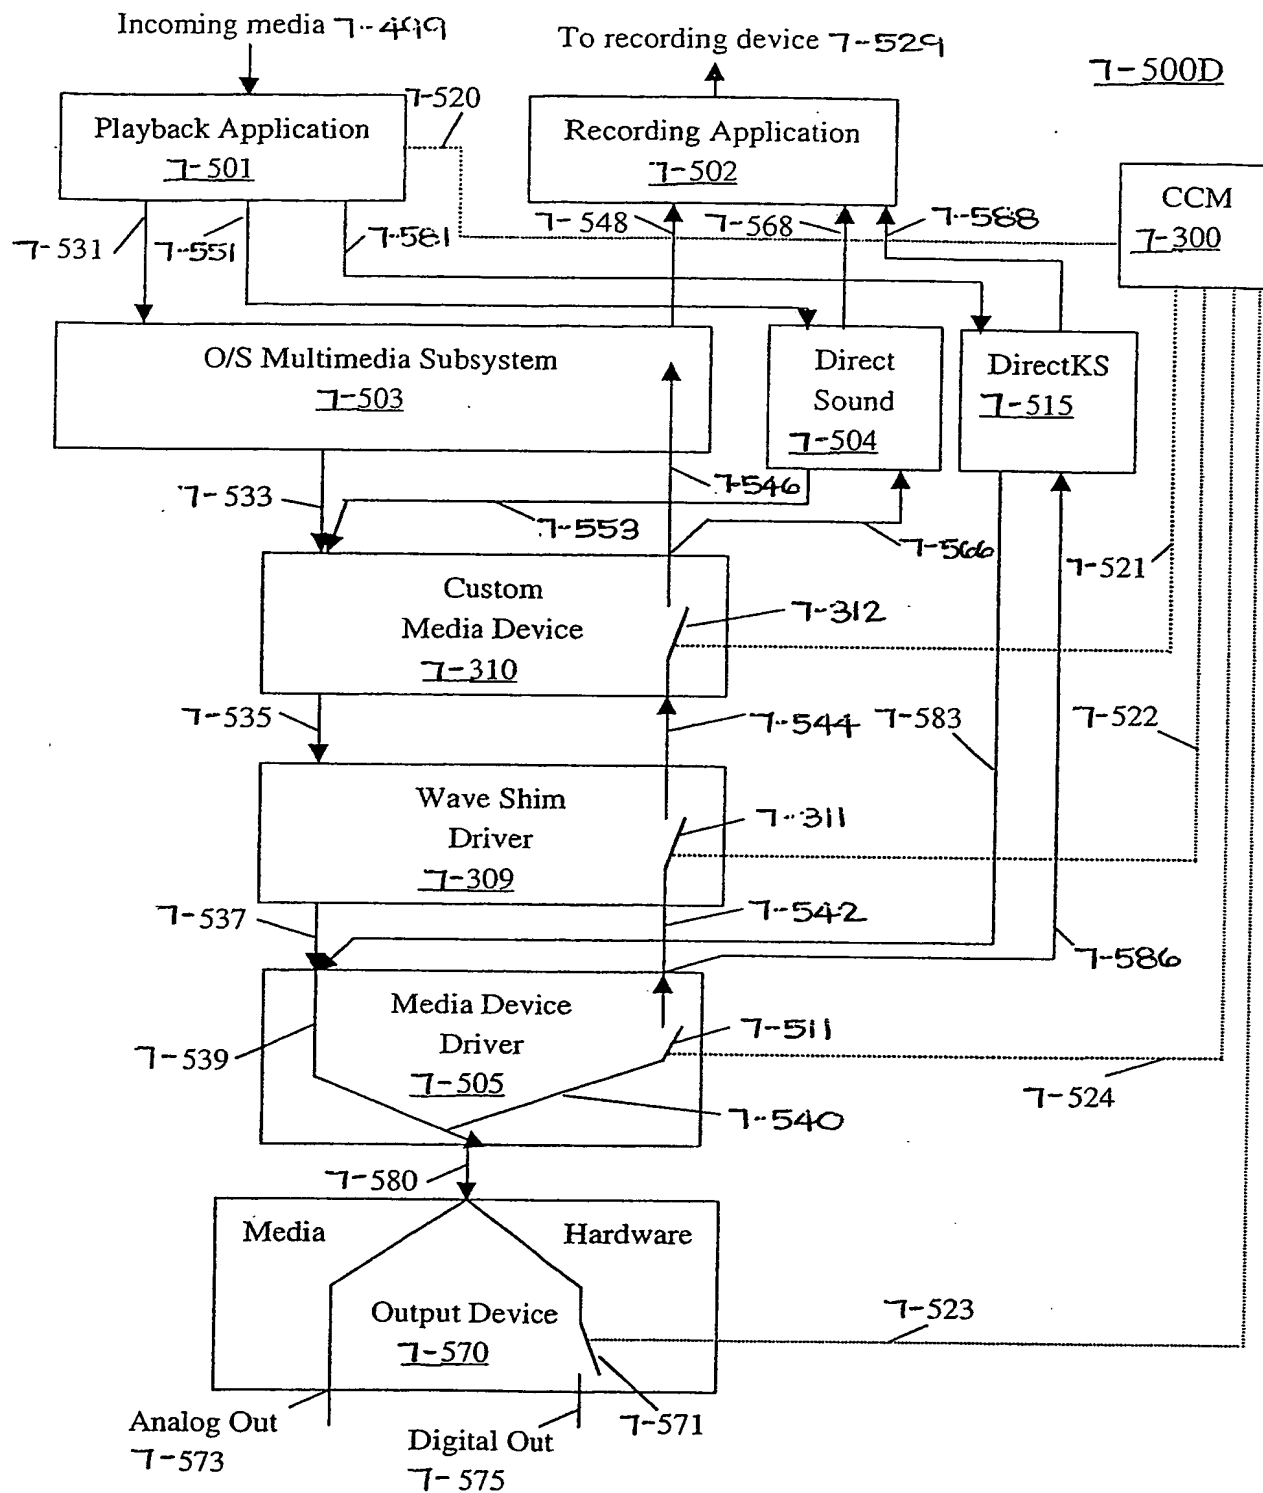 Incoming media 7-499
To recording device 7-529
7-500D
7-520
Playback Application
7-501
Recording Application
7-502
CCM
7-300
7-531
7-551
7-581
7-548
7-568
7-588
O/S Multimedia Subsystem
7-503
Direct
Sound
7-504
DirectKS
7-515
7-533
7-553
7-546
7-566
7-521
Custom
Media Device
7-310
7-312
7-535
7-544
7-583
7-522
Wave Shim
Driver
7-309
7-311
7-537
7-542
7-586
Media Device
Driver
7-505
7-511
7-539
7-540
7-524
7-580
Media
Hardware
Output Device
7-570
7-523
7-571
Analog Out
7-573
Digital Out
7-575